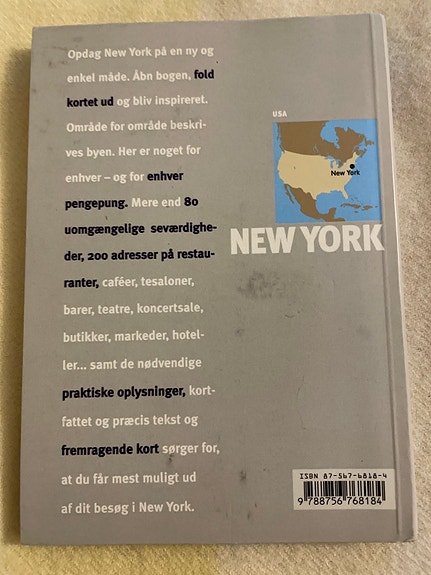 Opdag New York på en ny og
enkel måde. Åbn bogen, fold
kortet ud og bliv inspireret.
Område for område beskri-
ves byen. Her er noget for
enhver – og for enhver
pengepung. Mere end 80
uomgængelige seværdighe-
der, 200 adresser på restau-
ranter, caféer, tesaloner,
barer, teatre, koncertsale,
butikker, markeder, hotel-
ler... samt de nødvendige
praktiske oplysninger, kort-
fattet og præcis tekst og
fremragende kort sørger for,
at du får mest muligt ud
af dit besøg i New York.
USA
New York
NEW YORK
ISBN 87-567-6818-4
9 788756 768184